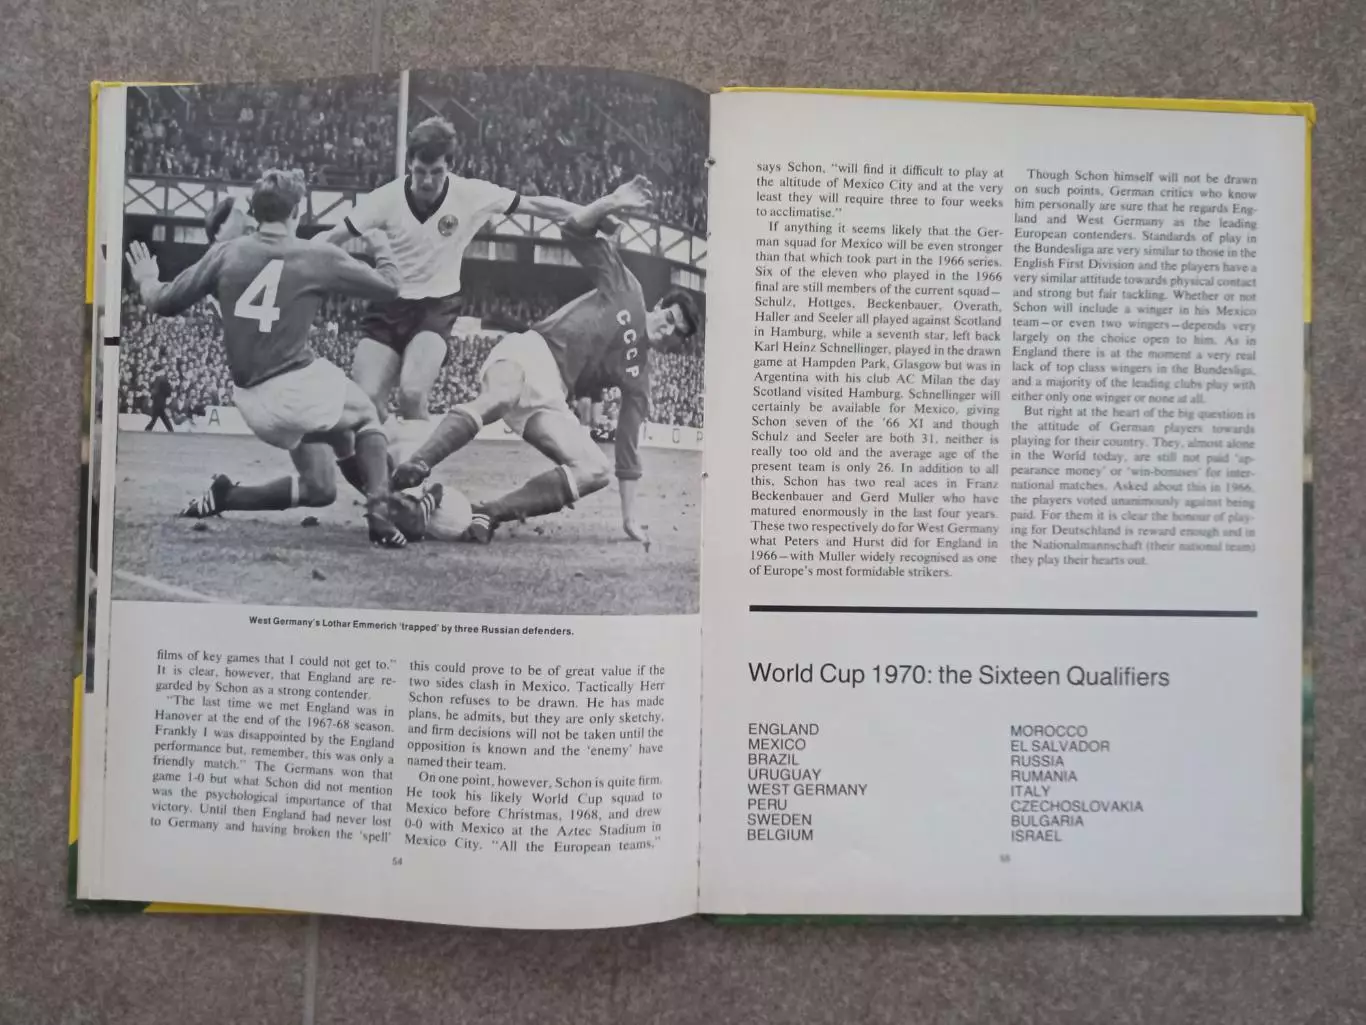 4
CCCP
A
West Germany's Lothar Emmerich 'trapped' by three Russian defenders.
films of key games that I could not get to."
It is clear, however, that England are re-
garded by Schon as a strong contender.
"The last time we met England was in
Hanover at the end of the 1967-68 season.
Frankly I was disappointed by the England
performance but, remember, this was only a
friendly match." The Germans won that
game 1-0 but what Schon did not mention
was the psychological importance of that
victory. Until then England had never lost
to Germany and having broken the 'spell'
this could prove to be of great value if the
two sides clash in Mexico. Tactically Herr
Schon refuses to be drawn. He has made
plans, he admits, but they are only sketchy,
and firm decisions will not be taken until the
opposition is known and the 'enemy' have
named their team.
On one point, however, Schon is quite firm.
He took his likely World Cup squad to
Mexico before Christmas, 1968, and drew
0-0 with Mexico at the Aztec Stadium in
Mexico City. "All the European teams,"
54
says Schon, "will find it difficult to play at
the altitude of Mexico City and at the very
least they will require three to four weeks
to acclimatise."
If anything it seems likely that the Ger-
man squad for Mexico will be even stronger
than that which took part in the 1966 series.
Six of the eleven who played in the 1966
final are still members of the current squad—
Schulz, Hottges, Beckenbauer, Overath,
Haller and Seeler all played against Scotland
in Hamburg, while a seventh star, left back
Karl Heinz Schnellinger, played in the drawn
game at Hampden Park, Glasgow but was in
Argentina with his club AC Milan the day
Scotland visited Hamburg. Schnellinger will
certainly be available for Mexico, giving
Schon seven of the '66 XI and though
Schulz and Seeler are both 31, neither is
really too old and the average age of the
present team is only 26. In addition to all
this, Schon has two real aces in Franz
Beckenbauer and Gerd Muller who have
matured enormously in the last four years.
These two respectively do for West Germany
what Peters and Hurst did for England in
1966—with Muller widely recognised as one
of Europe's most formidable strikers.
Though Schon himself will not be drawn
on such points, German critics who know
him personally are sure that he regards Eng-
land and West Germany as the leading
European contenders. Standards of play in
the Bundesliga are very similar to those in the
English First Division and the players have a
very similar attitude towards physical contact
and strong but fair tackling. Whether or not
Schon will include a winger in his Mexico
team—or even two wingers—depends very
largely on the choice open to him. As in
England there is at the moment a very real
lack of top class wingers in the Bundesliga,
and a majority of the leading clubs play with
either only one winger or none at all.
But right at the heart of the big question is
the attitude of German players towards
playing for their country. They, almost alone
in the World today, are still not paid 'ap-
pearance money' or 'win-bonuses' for inter-
national matches. Asked about this in 1966,
the players voted unanimously against being
paid. For them it is clear the honour of play-
ing for Deutschland is reward enough and in
the Nationalmannschaft (their national team)
they play their hearts out.
World Cup 1970: the Sixteen Qualifiers
ENGLAND
MEXICO
BRAZIL
URUGUAY
WEST GERMANY
PERU
SWEDEN
BELGIUM
MOROCCO
EL SALVADOR
RUSSIA
RUMANIA
ITALY
CZECHOSLOVAKIA
BULGARIA
ISRAEL